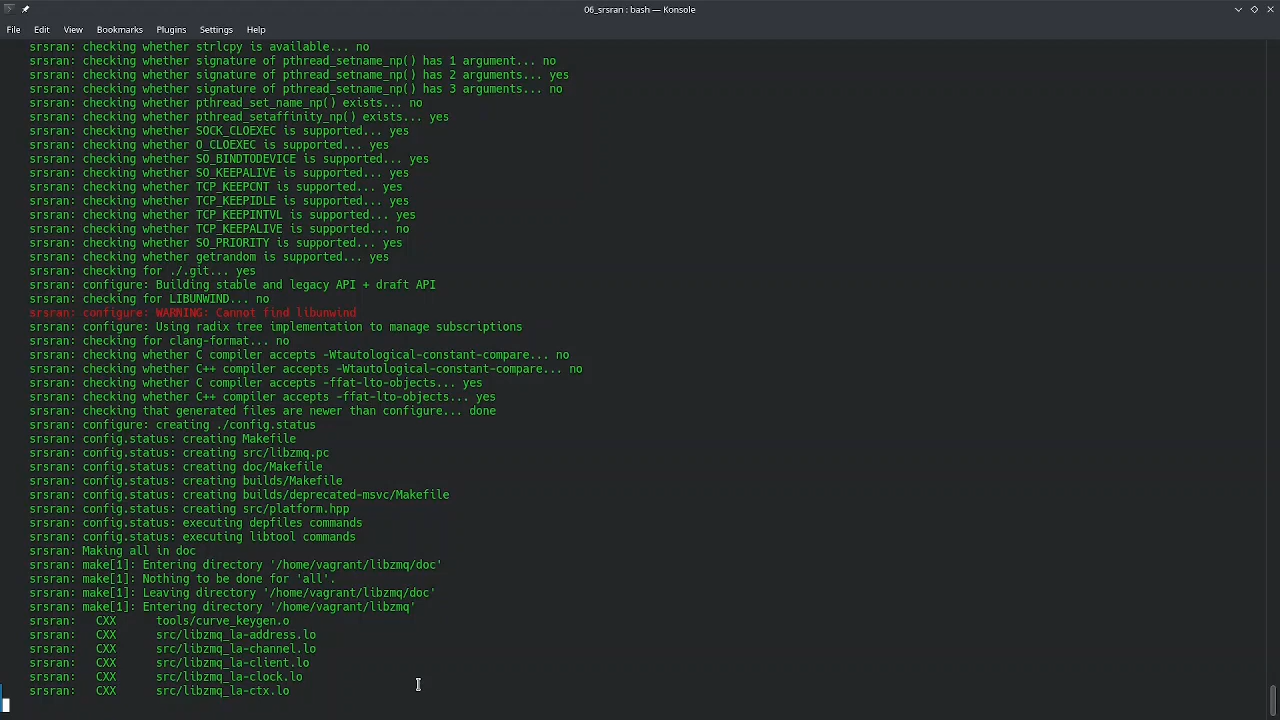 06_srsran : bash — Konsole
File Edit View Bookmarks Plugins Settings Help
srsran: checking whether strlcpy is available... no
srsran: checking whether signature of pthread_setname_np() has 1 argument... no
srsran: checking whether signature of pthread_setname_np() has 2 arguments... yes
srsran: checking whether signature of pthread_setname_np() has 3 arguments... no
srsran: checking whether pthread_set_name_np() exists... no
srsran: checking whether pthread_setaffinity_np() exists... yes
srsran: checking whether SOCK_CLOEXEC is supported... yes
srsran: checking whether O_CLOEXEC is supported... yes
srsran: checking whether SO_BINDTODEVICE is supported... yes
srsran: checking whether SO_KEEPALIVE is supported... yes
srsran: checking whether TCP_KEEPCNT is supported... yes
srsran: checking whether TCP_KEEPIDLE is supported... yes
srsran: checking whether TCP_KEEPINTVL is supported... yes
srsran: checking whether TCP_KEEPALIVE is supported... no
srsran: checking whether SO_PRIORITY is supported... yes
srsran: checking whether getrandom is supported... yes
srsran: checking for ./.git... yes
srsran: configure: Building stable and legacy API + draft API
srsran: checking for LIBUNWIND... no
srsran: configure: WARNING: Cannot find libunwind
srsran: configure: Using radix tree implementation to manage subscriptions
srsran: checking for clang-format... no
srsran: checking whether C compiler accepts -Wtautological-constant-compare... no
srsran: checking whether C++ compiler accepts -Wtautological-constant-compare... no
srsran: checking whether C compiler accepts -ffat-lto-objects... yes
srsran: checking whether C++ compiler accepts -ffat-lto-objects... yes
srsran: checking that generated files are newer than configure... done
srsran: configure: creating ./config.status
srsran: config.status: creating Makefile
srsran: config.status: creating src/libzmq.pc
srsran: config.status: creating doc/Makefile
srsran: config.status: creating builds/Makefile
srsran: config.status: creating builds/deprecated-msvc/Makefile
srsran: config.status: creating src/platform.hpp
srsran: config.status: executing depfiles commands
srsran: config.status: executing libtool commands
srsran: Making all in doc
srsran: make[1]: Entering directory '/home/vagrant/libzmq/doc'
srsran: make[1]: Nothing to be done for 'all'.
srsran: make[1]: Leaving directory '/home/vagrant/libzmq/doc'
srsran: make[1]: Entering directory '/home/vagrant/libzmq'
srsran:   CXX      tools/curve_keygen.o
srsran:   CXX      src/libzmq_la-address.lo
srsran:   CXX      src/libzmq_la-channel.lo
srsran:   CXX      src/libzmq_la-client.lo
srsran:   CXX      src/libzmq_la-clock.lo
srsran:   CXX      src/libzmq_la-ctx.lo